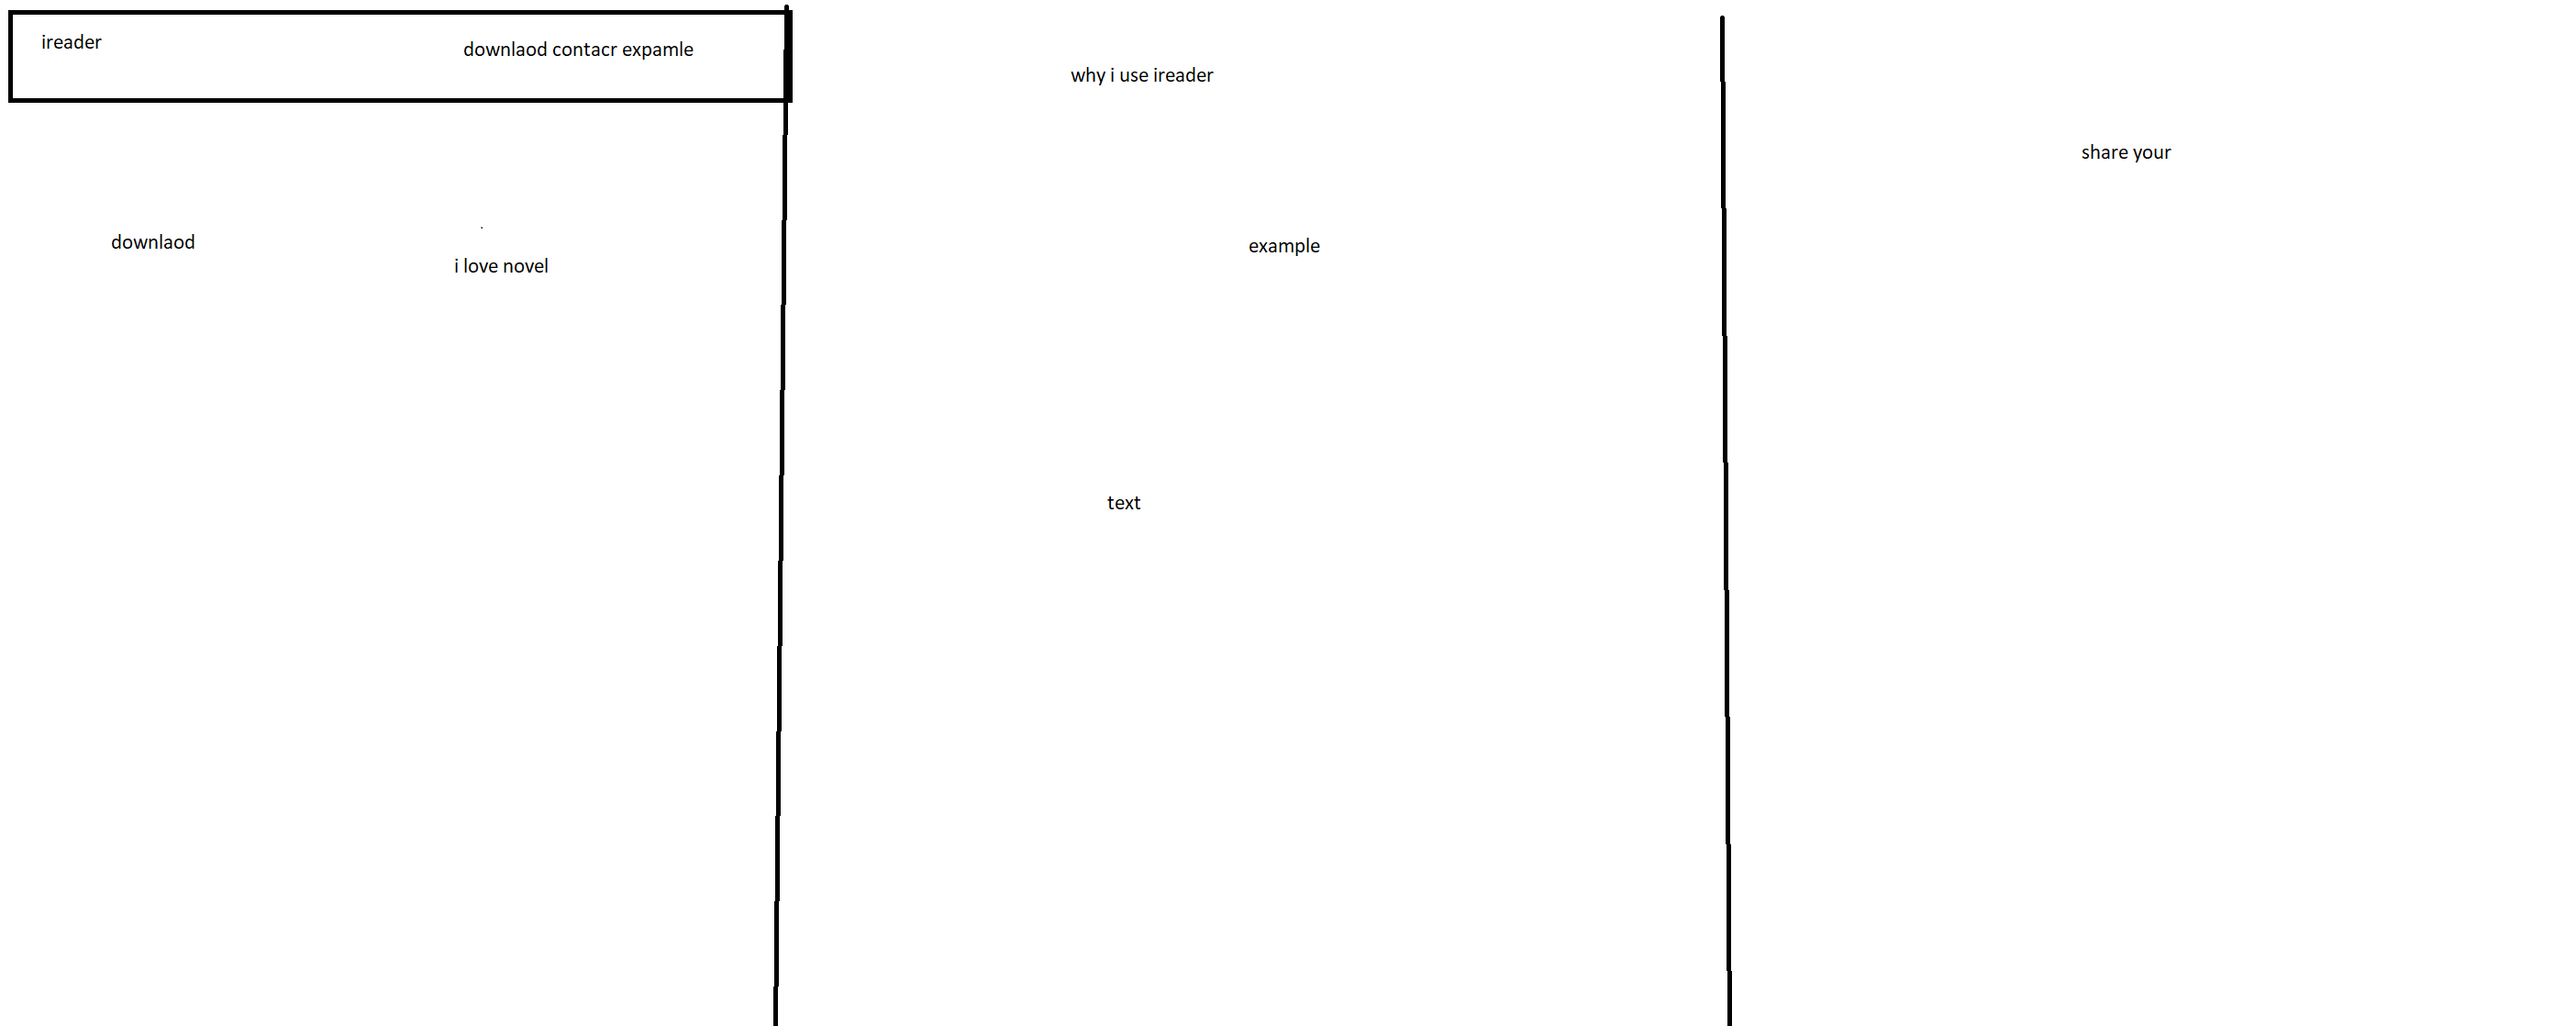 ireader
downlaod contacr expamle
downlaod
i love novel
why i use ireader
example
text
share your